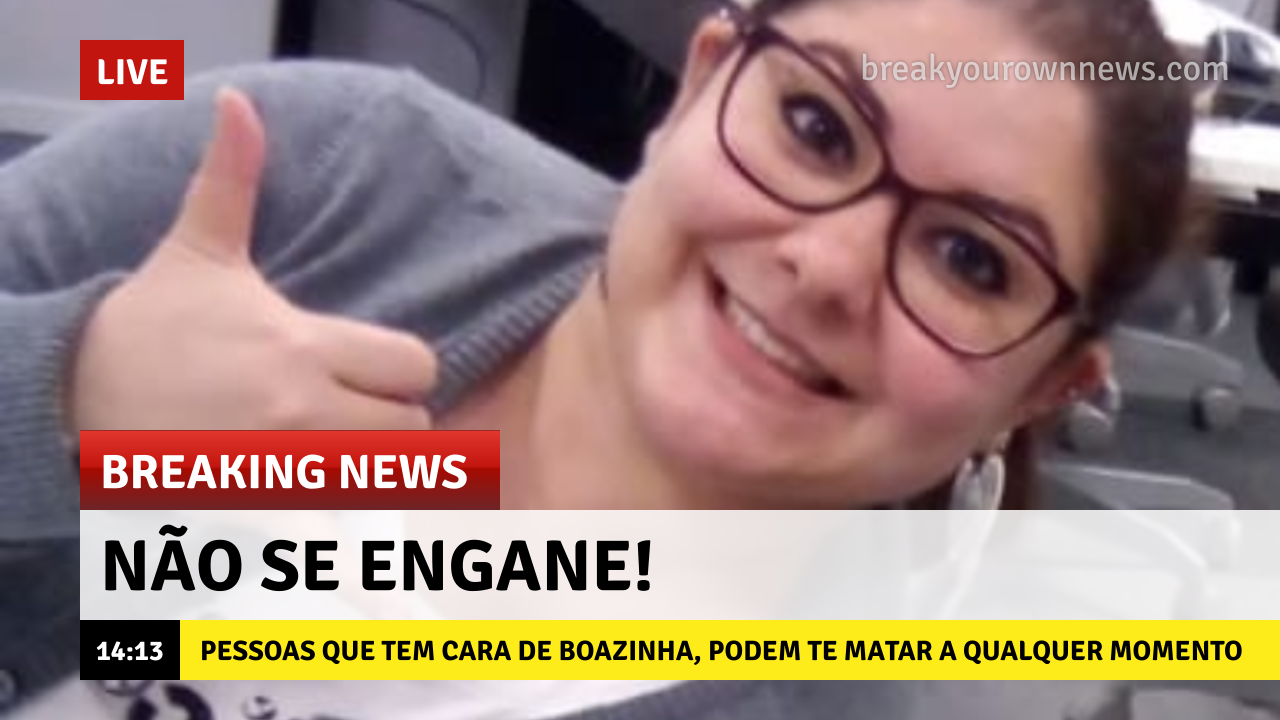 LIVE
breakyourownnews.com
BREAKING NEWS
NÃO SE ENGANE!
14:13 PESSOAS QUE TEM CARA DE BOAZINHA, PODEM TE MATAR A QUALQUER MOMENTO